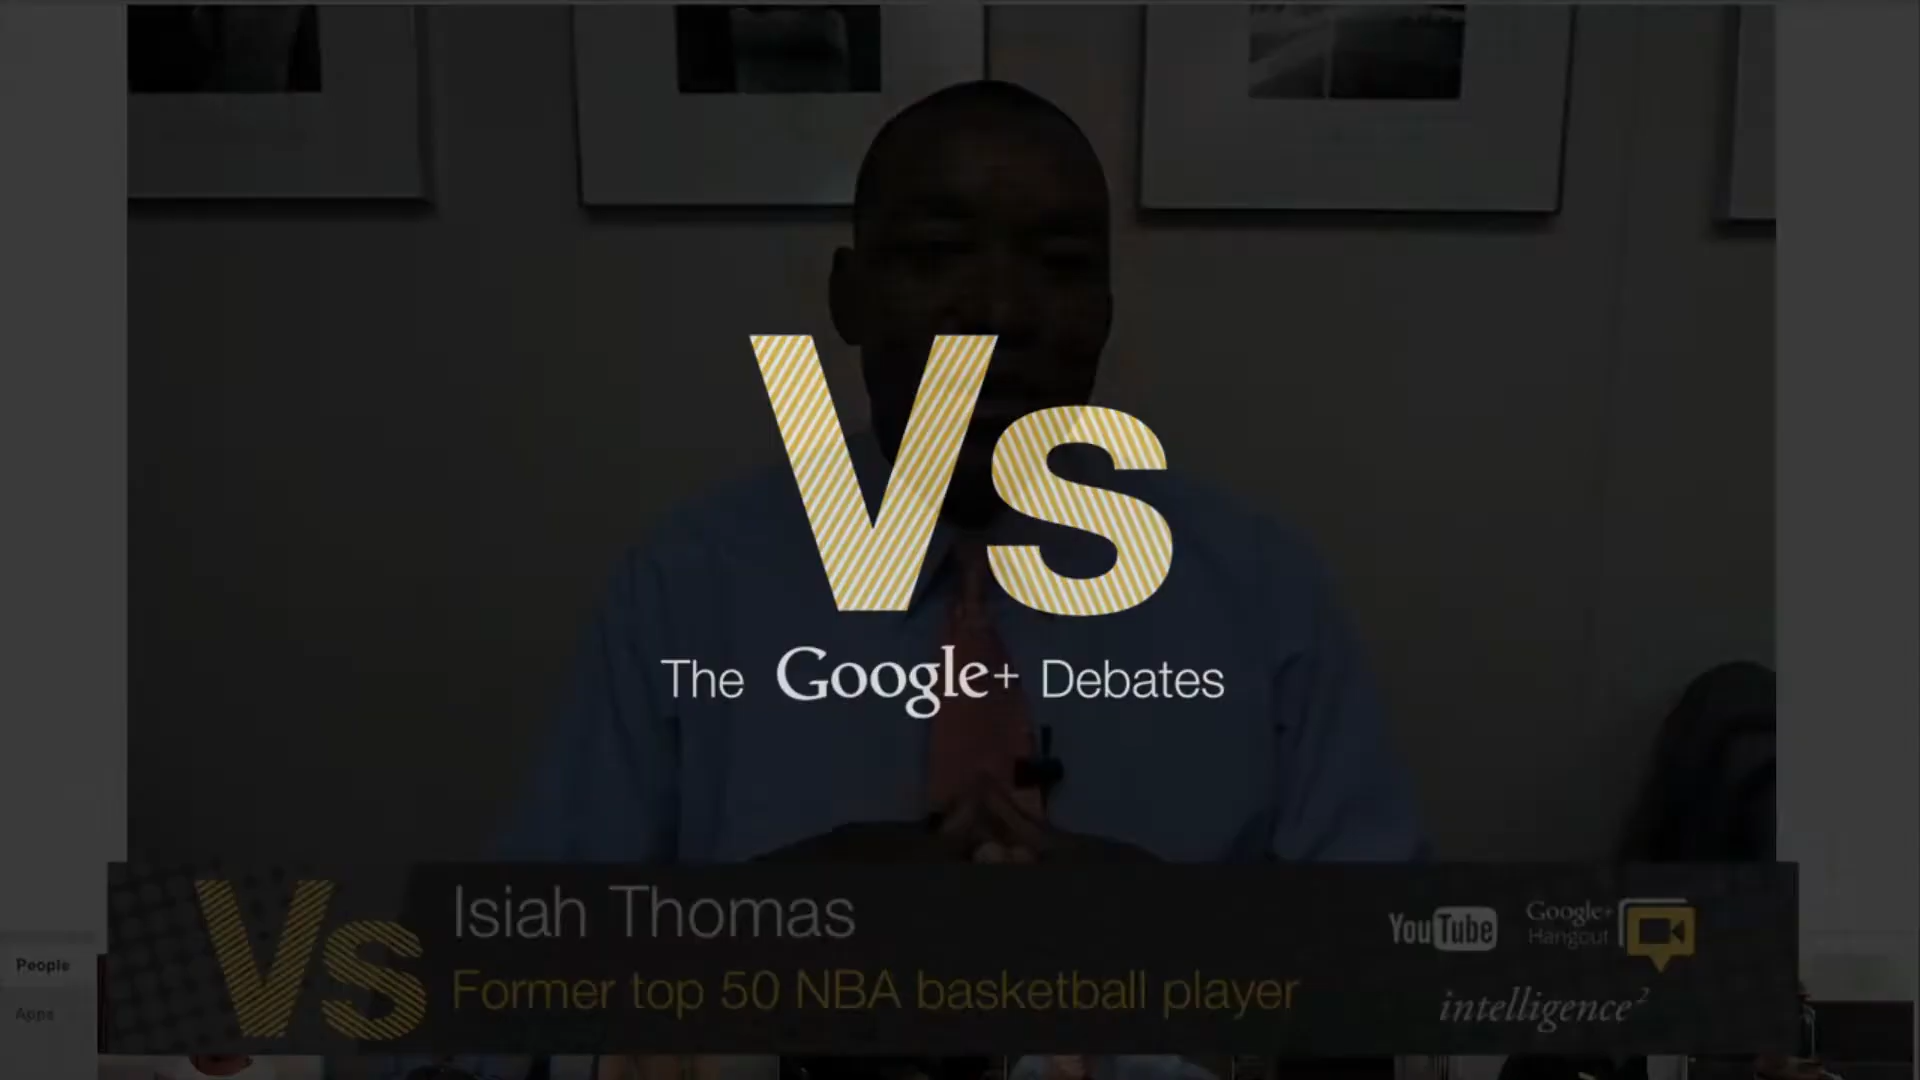 Vs
The Google+ Debates
Vs
Isiah Thomas
Former top 50 NBA basketball player
YouTube
Google+
Hangout
intelligence²
People
Apps